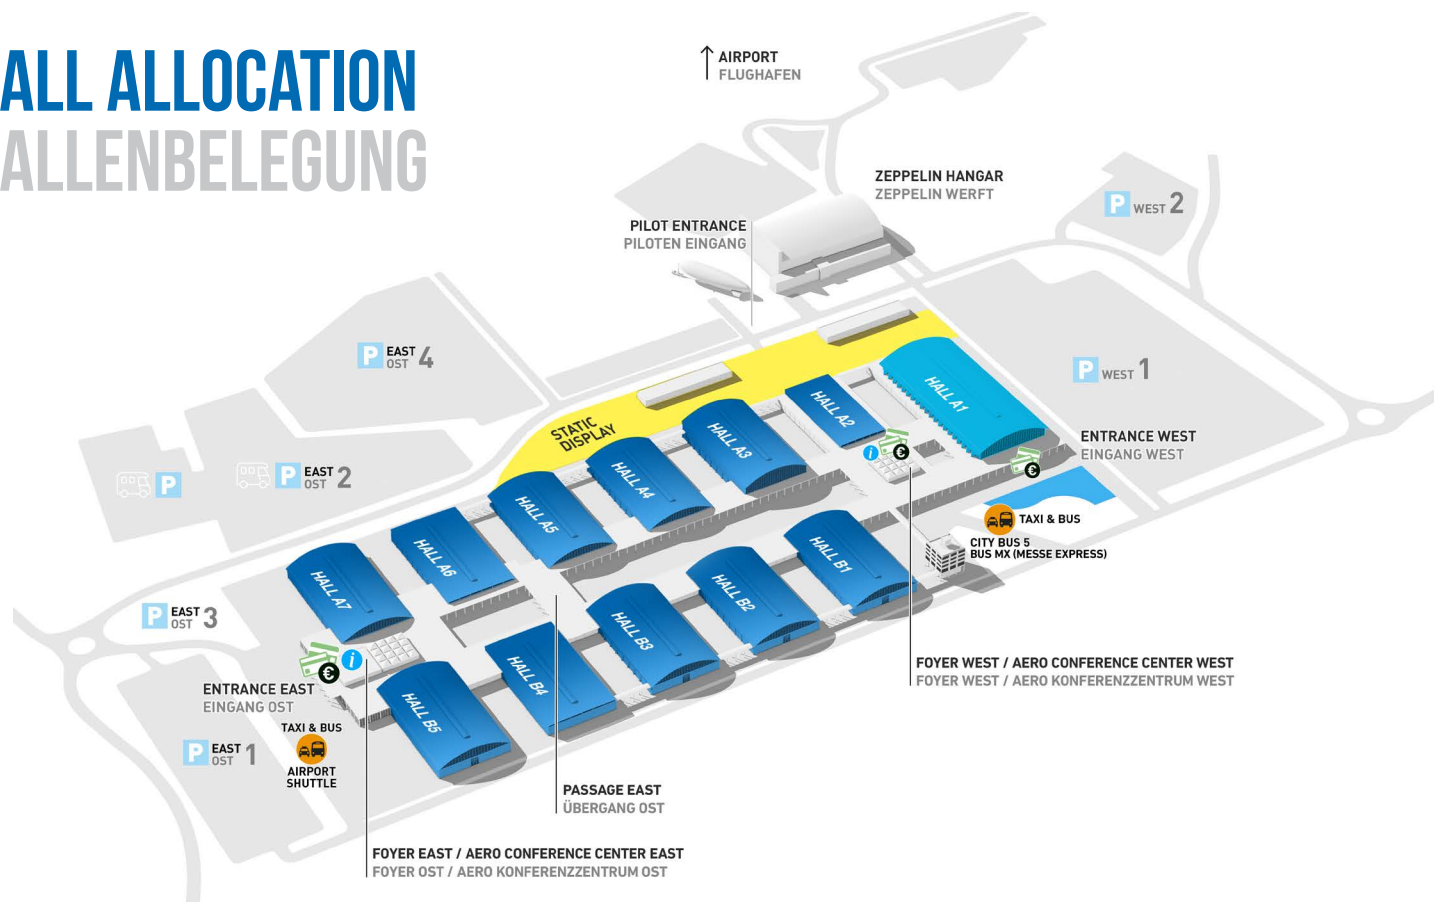 ALL ALLOCATION
ALLENBELEGUNG
AIRPORT
FLUGHAFEN
ZEPPELIN HANGAR
ZEPPELIN WERFT
P WEST 2
PILOT ENTRANCE
PILOTEN EINGANG
P EAST 4
OST
P WEST 1
HALL A1
HALL A2
STATIC
DISPLAY
HALL A3
ENTRANCE WEST
EINGANG WEST
i €
€
HALL A4
P
P EAST 2
OST
HALL A5
TAXI & BUS
CITY BUS 5
BUS MX (MESSE EXPRESS)
HALL A6
HALL B1
HALL A7
HALL B2
P EAST 3
OST
HALL B3
€ i
HALL B4
FOYER WEST / AERO CONFERENCE CENTER WEST
FOYER WEST / AERO KONFERENZZENTRUM WEST
ENTRANCE EAST
EINGANG OST
HALL B5
TAXI & BUS
P EAST 1
OST
AIRPORT
SHUTTLE
PASSAGE EAST
ÜBERGANG OST
FOYER EAST / AERO CONFERENCE CENTER EAST
FOYER OST / AERO KONFERENZZENTRUM OST